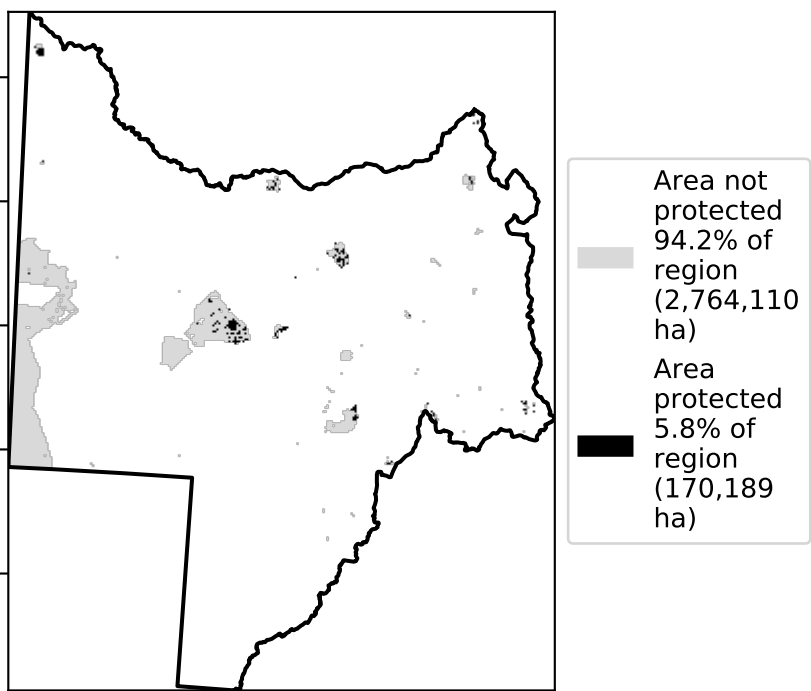 Area not
protected
94.2% of
region
(2,764,110
ha)
Area
protected
5.8% of
region
(170,189
ha)